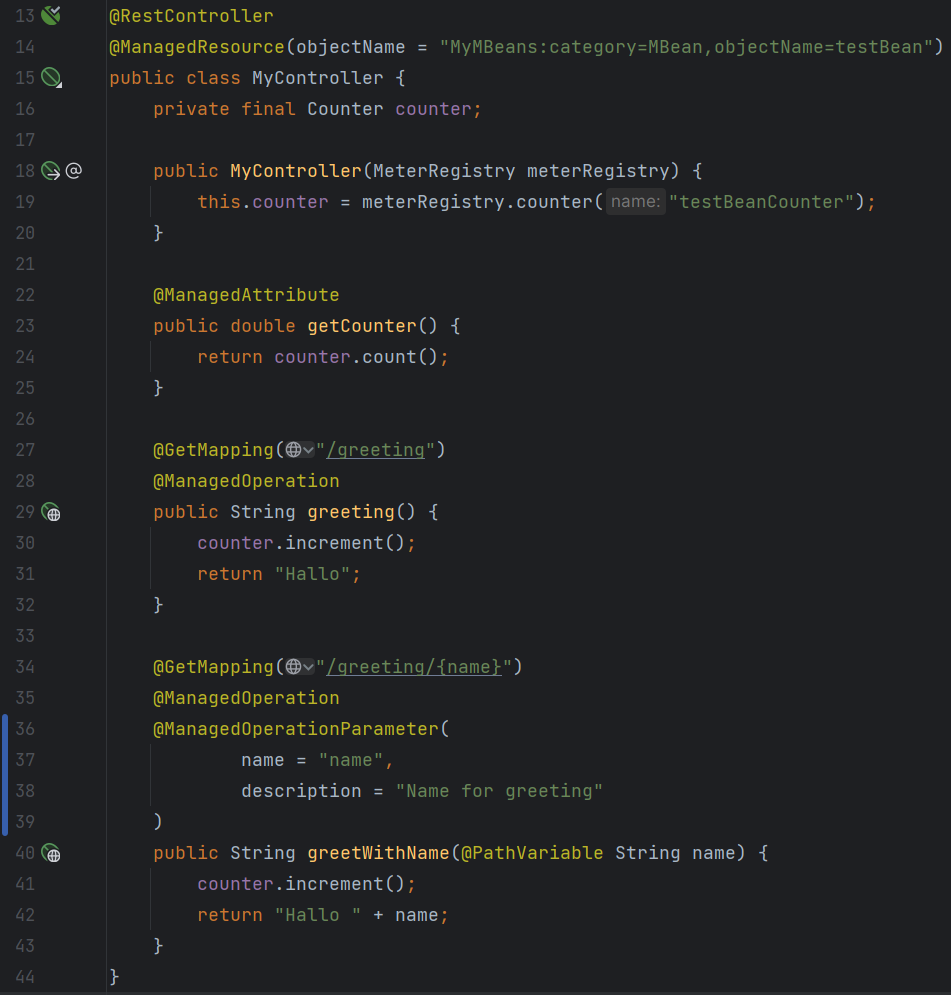 13 @RestController
14 @ManagedResource(objectName = "MyMBeans:category=MBean,objectName=testBean")
15 public class MyController {
16     private final Counter counter;
17
18 @     public MyController(MeterRegistry meterRegistry) {
19         this.counter = meterRegistry.counter( name: "testBeanCounter");
20     }
21
22     @ManagedAttribute
23     public double getCounter() {
24         return counter.count();
25     }
26
27     @GetMapping("/greeting")
28     @ManagedOperation
29     public String greeting() {
30         counter.increment();
31         return "Hallo";
32     }
33
34     @GetMapping("/greeting/{name}")
35     @ManagedOperation
36     @ManagedOperationParameter(
37             name = "name",
38             description = "Name for greeting"
39     )
40     public String greetWithName(@PathVariable String name) {
41         counter.increment();
42         return "Hallo " + name;
43     }
44 }